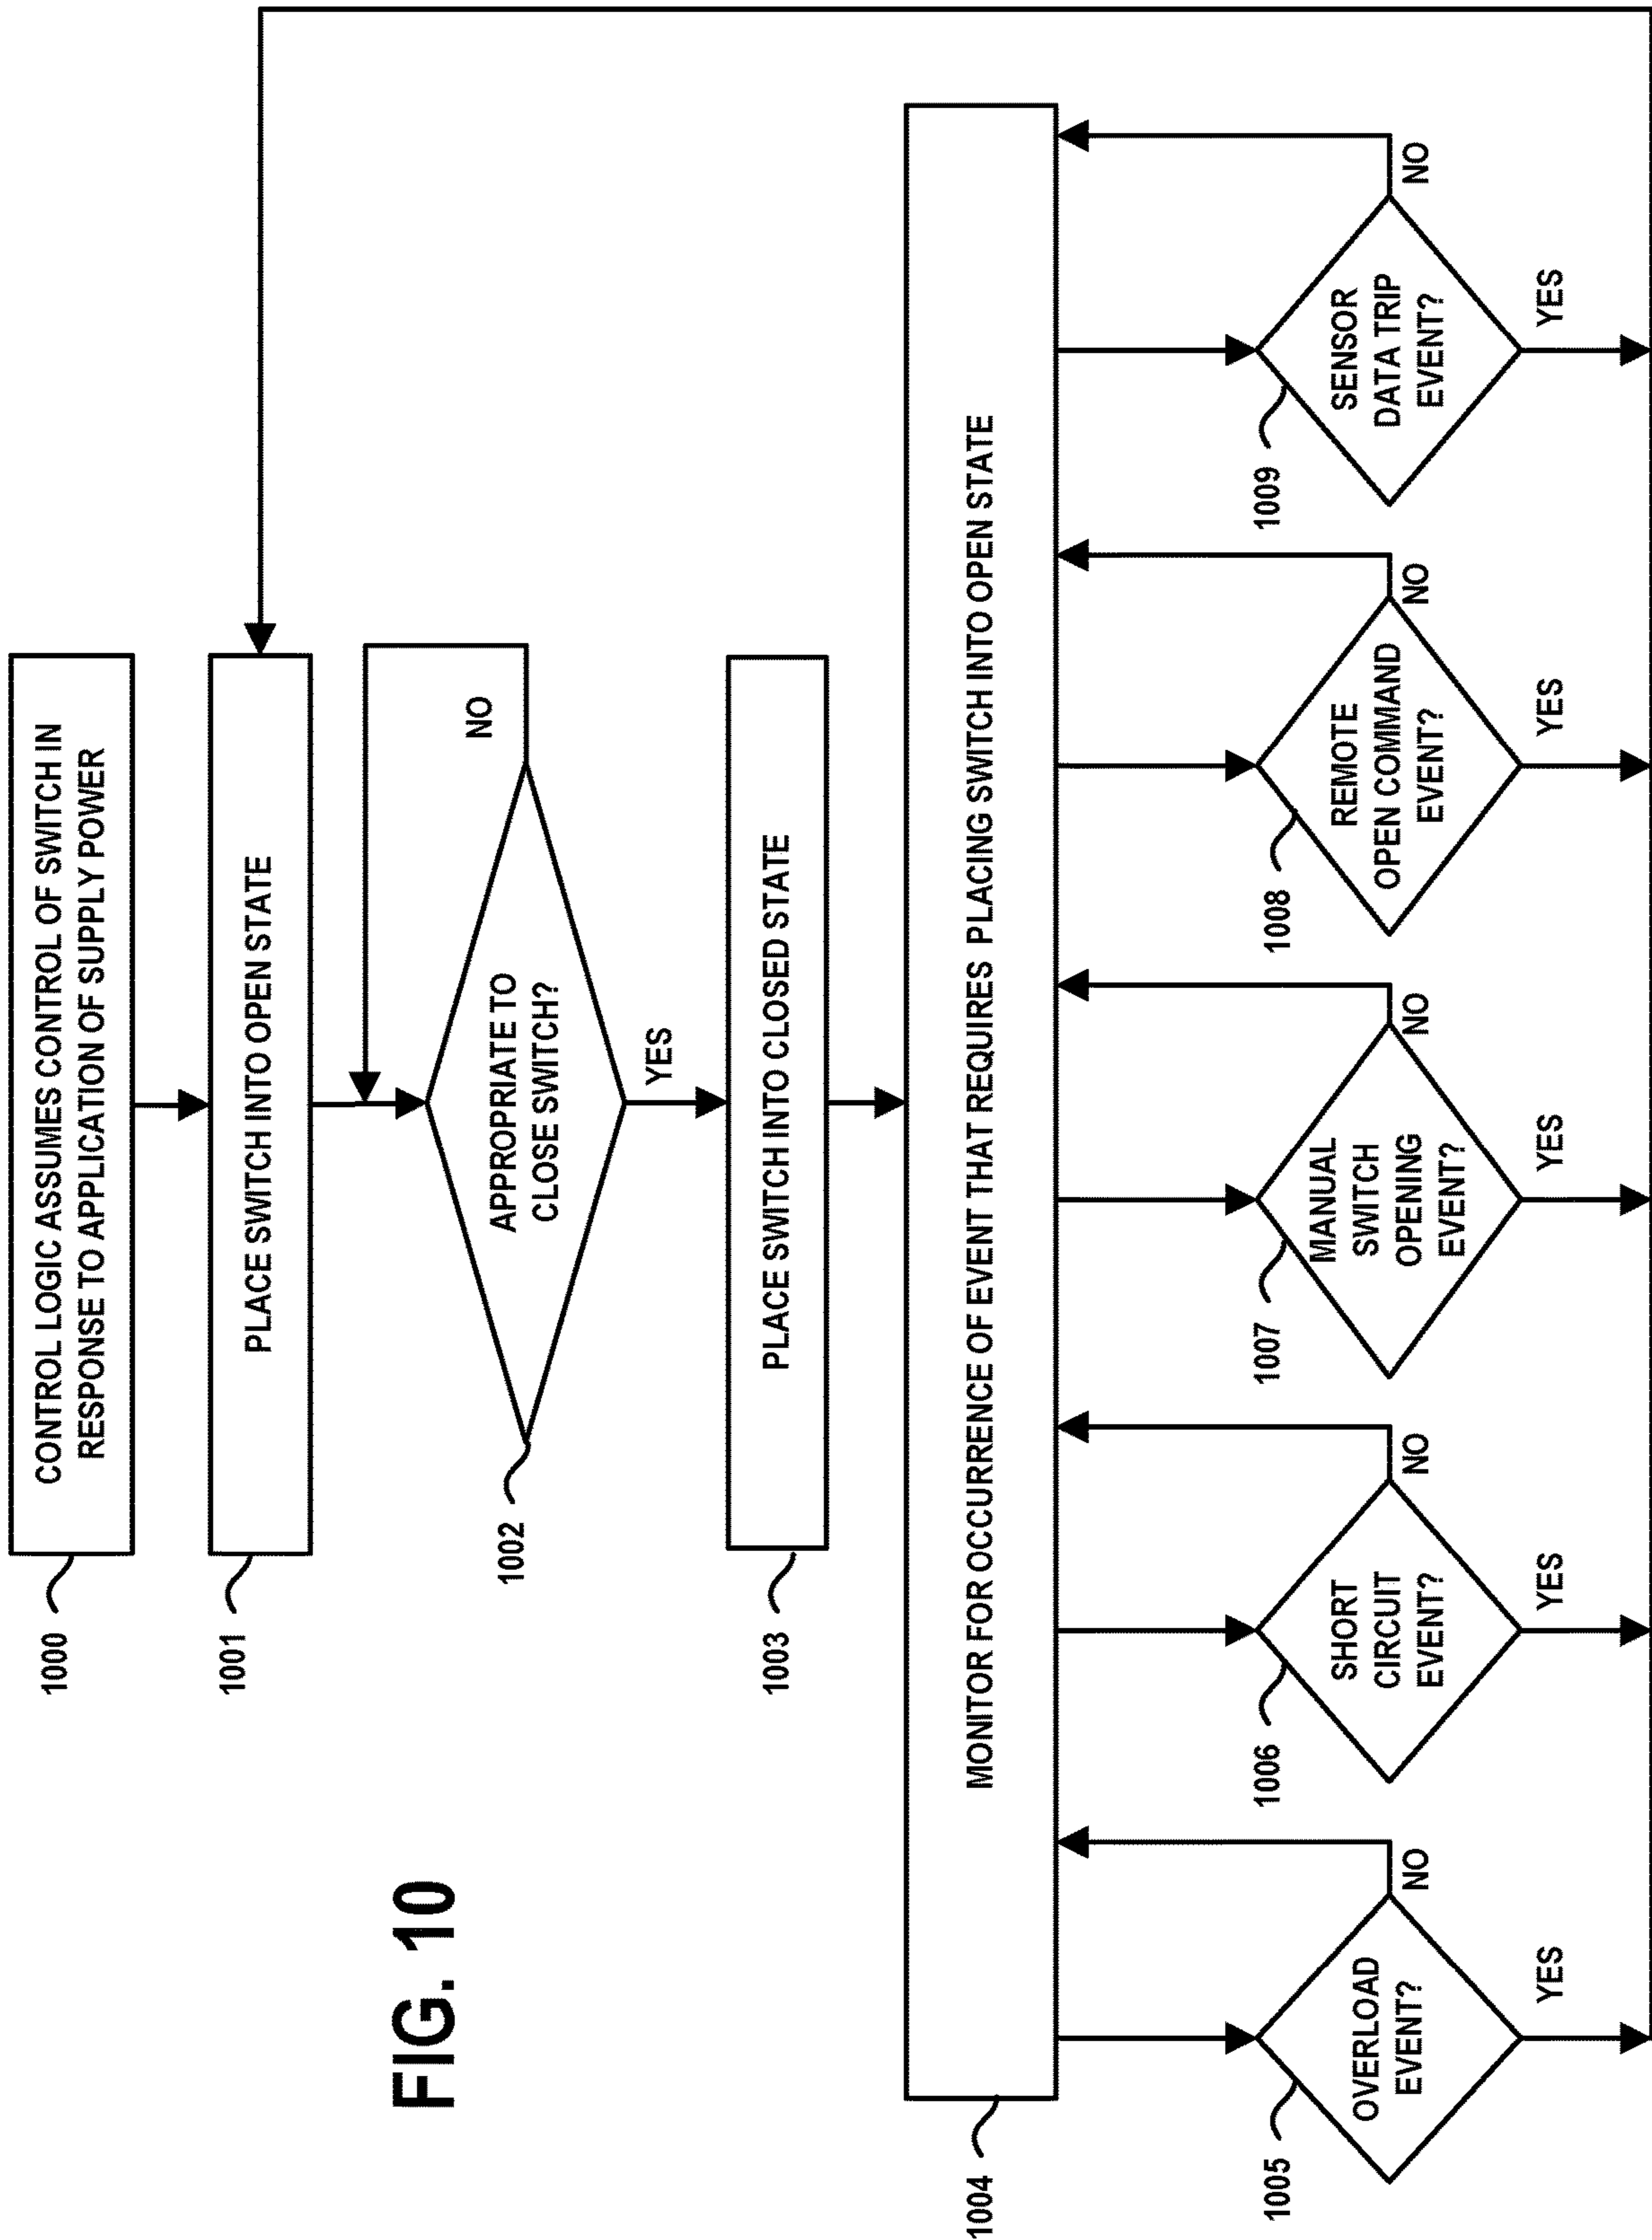 1000
CONTROL LOGIC ASSUMES CONTROL OF SWITCH IN
RESPONSE TO APPLICATION OF SUPPLY POWER
1001
PLACE SWITCH INTO OPEN STATE
1002
APPROPRIATE TO
CLOSE SWITCH?
NO
YES
1003
PLACE SWITCH INTO CLOSED STATE
FIG. 10
1004
MONITOR FOR OCCURRENCE OF EVENT THAT REQUIRES PLACING SWITCH INTO OPEN STATE
1005
OVERLOAD
EVENT?
NO
YES
1006
SHORT
CIRCUIT
EVENT?
NO
YES
1007
MANUAL
SWITCH
OPENING
EVENT?
NO
YES
1008
REMOTE
OPEN COMMAND
EVENT?
NO
YES
1009
SENSOR
DATA TRIP
EVENT?
NO
YES